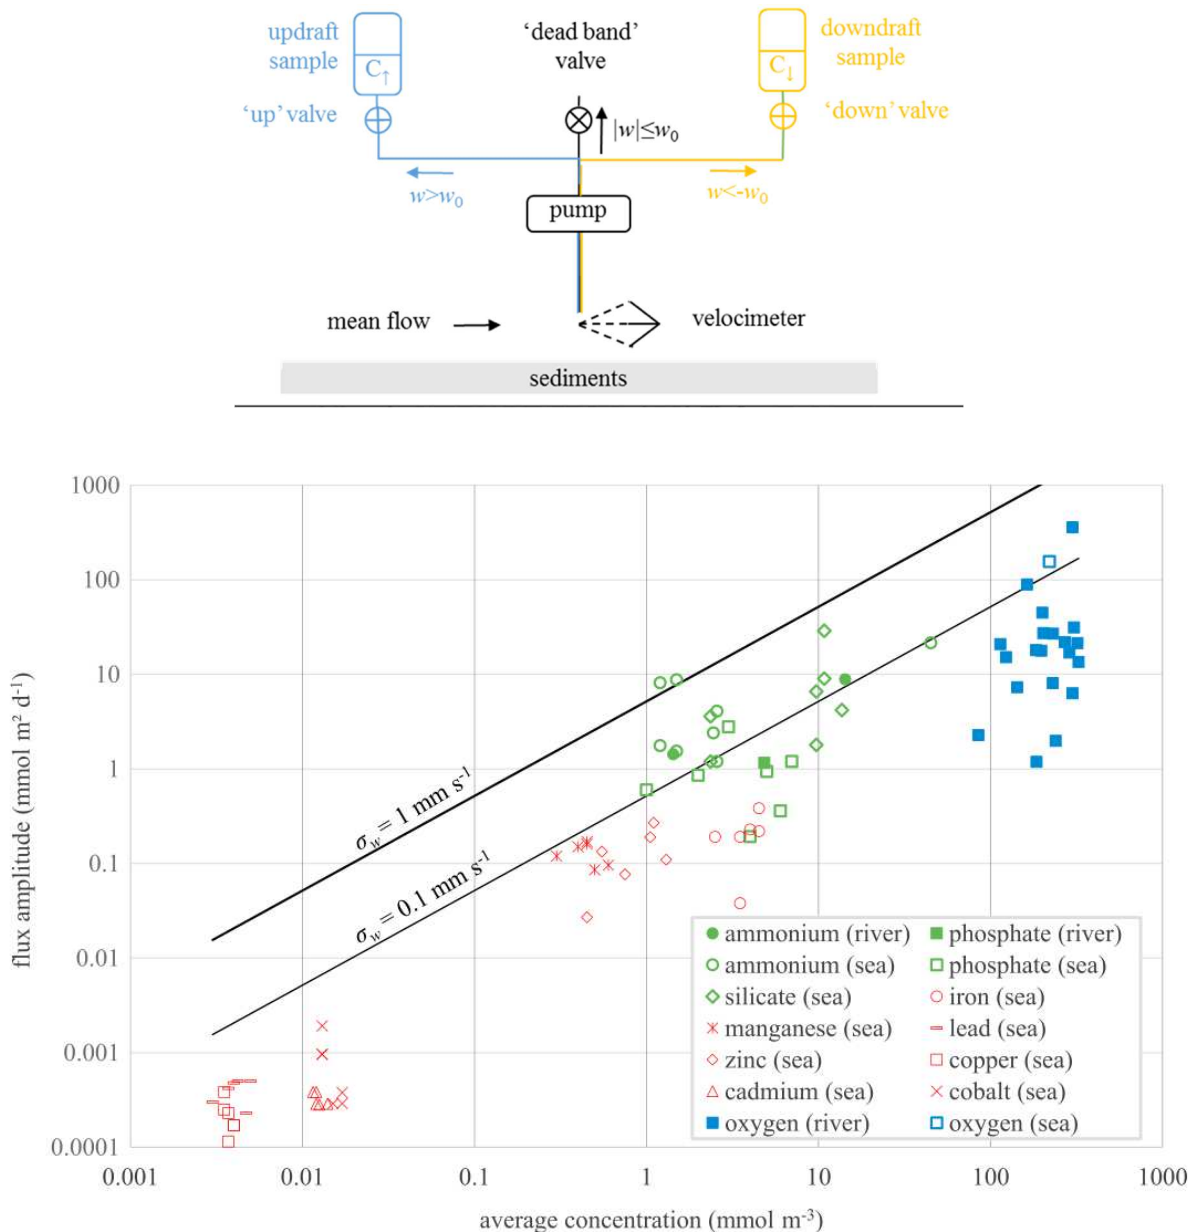 updraft
sample
C↑
'up' valve
'dead band'
valve
|w|≤w₀
downdraft
sample
C↓
'down' valve
w>w₀
w<-w₀
pump
mean flow
velocimeter
sediments
flux amplitude (mmol m² d⁻¹)
1000
100
10
1
0.1
0.01
0.001
0.0001
σw = 1 mm s⁻¹
σw = 0.1 mm s⁻¹
ammonium (river)
phosphate (river)
ammonium (sea)
phosphate (sea)
silicate (sea)
iron (sea)
manganese (sea)
lead (sea)
zinc (sea)
copper (sea)
cadmium (sea)
cobalt (sea)
oxygen (river)
oxygen (sea)
0.001
0.01
0.1
1
10
100
1000
average concentration (mmol m⁻³)